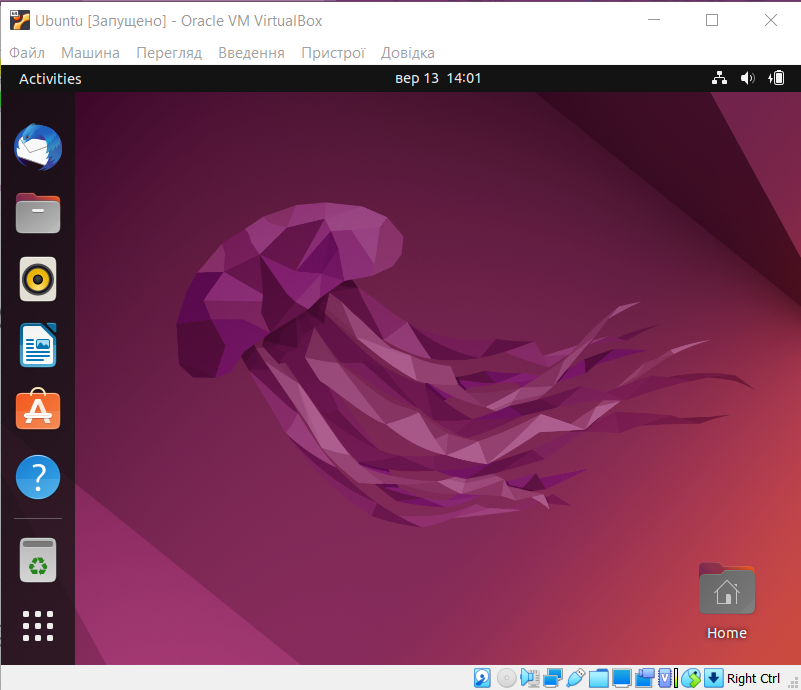 Ubuntu [Запущено] - Oracle VM VirtualBox
Файл Машина Перегляд Введення Пристрої Довідка
Activities вер 13 14:01
Home
Right Ctrl